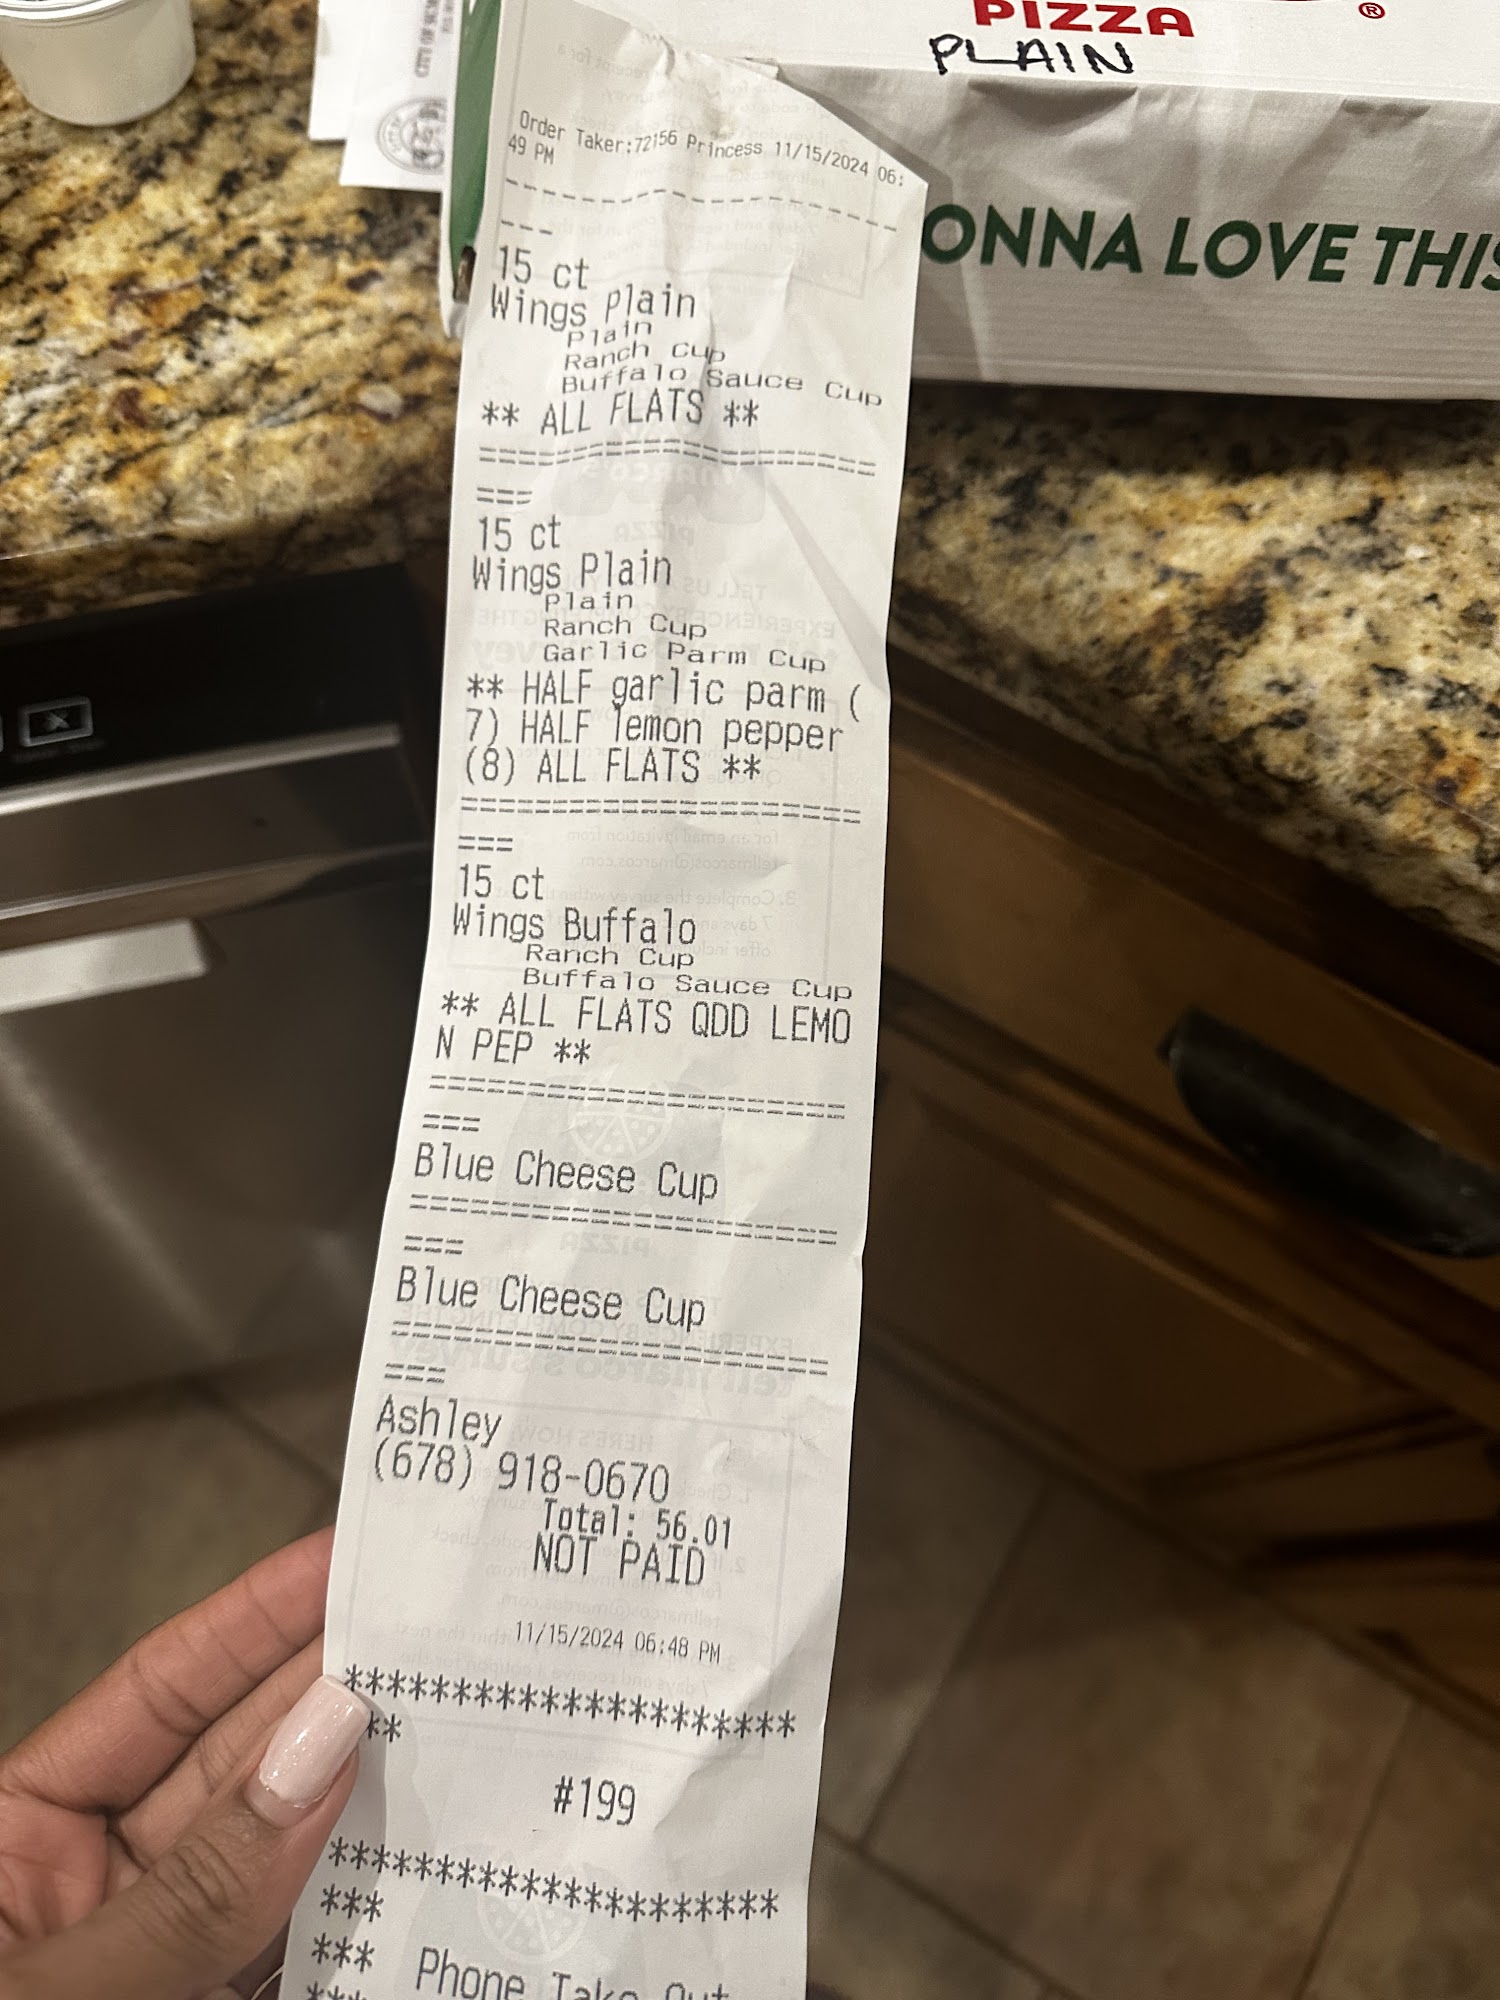 PIZZA ®
PLAIN
ONNA LOVE THIS
Order Taker:72156 Princess 11/15/2024 06:
49 PM
--------------------
---
15 ct
Wings Plain
Plain
Ranch Cup
Buffalo Sauce Cup
** ALL FLATS **
======================
===
15 ct
Wings Plain
Plain
Ranch Cup
Garlic Parm Cup
** HALF garlic parm (
7) HALF lemon pepper
(8) ALL FLATS **
======================
===
15 ct
Wings Buffalo
Ranch Cup
Buffalo Sauce Cup
** ALL FLATS QDD LEMO
N PEP **
======================
===
Blue Cheese Cup
======================
===
Blue Cheese Cup
======================
===
Ashley
(678) 918-0670
Total: 56.01
NOT PAID
11/15/2024 06:48 PM
*********************
**
#199
*********************
***
*** Phone Take Out
***